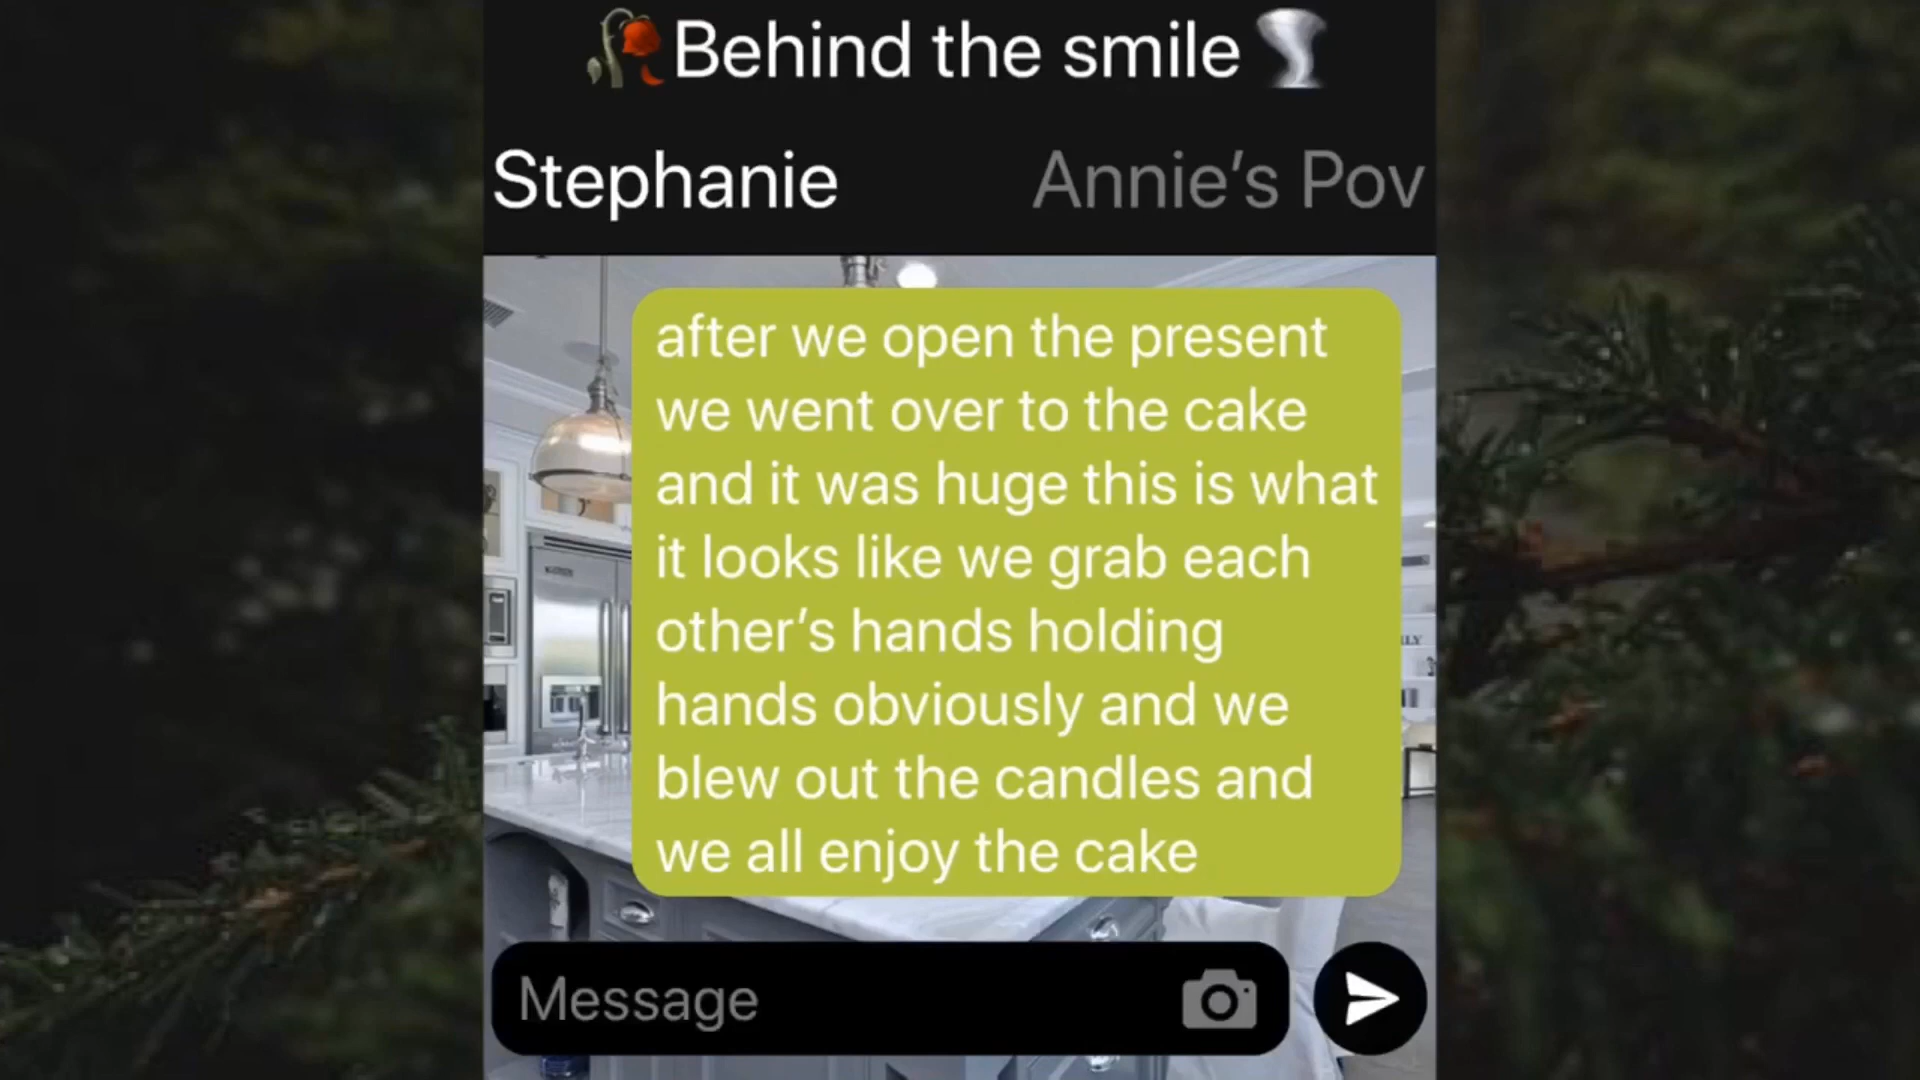 🥀Behind the smile🌪
Stephanie
Annie's Pov
after we open the present
we went over to the cake
and it was huge this is what
it looks like we grab each
other's hands holding
hands obviously and we
blew out the candles and
we all enjoy the cake
Message